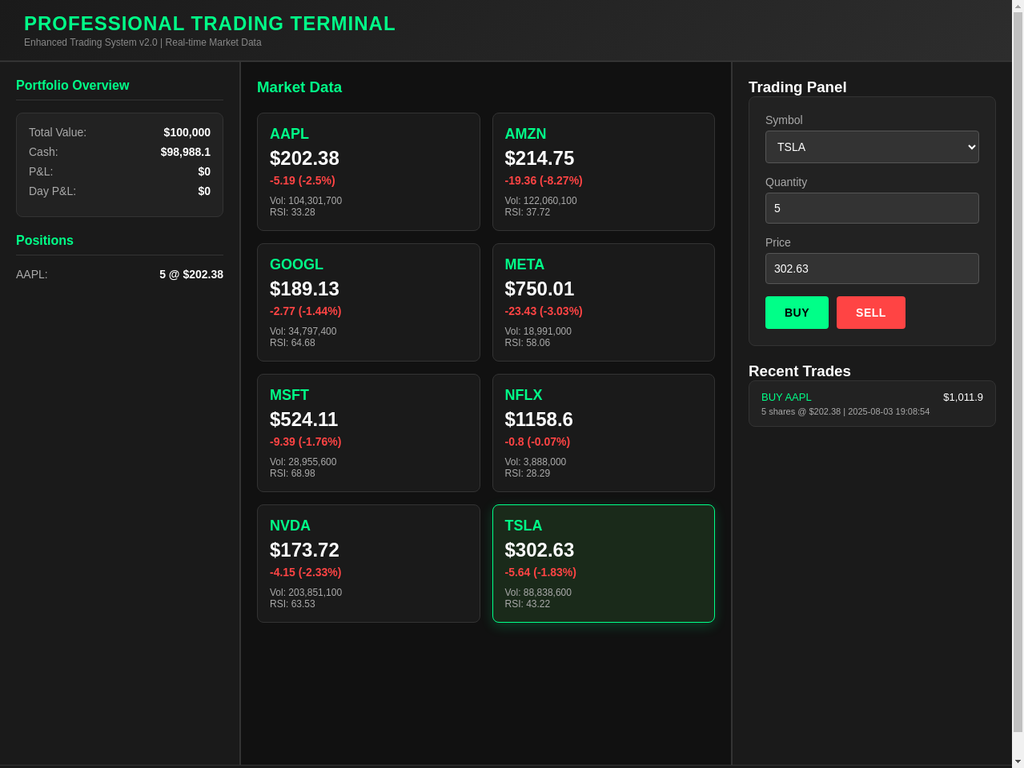 PROFESSIONAL TRADING TERMINAL
Enhanced Trading System v2.0 | Real-time Market Data
Portfolio Overview
Total Value: $100,000
Cash: $98,988.1
P&L: $0
Day P&L: $0
Positions
AAPL: 5 @ $202.38
Market Data
AAPL
$202.38
-5.19 (-2.5%)
Vol: 104,301,700
RSI: 33.28
AMZN
$214.75
-19.36 (-8.27%)
Vol: 122,060,100
RSI: 37.72
GOOGL
$189.13
-2.77 (-1.44%)
Vol: 34,797,400
RSI: 64.68
META
$750.01
-23.43 (-3.03%)
Vol: 18,991,000
RSI: 58.06
MSFT
$524.11
-9.39 (-1.76%)
Vol: 28,955,600
RSI: 68.98
NFLX
$1158.6
-0.8 (-0.07%)
Vol: 3,888,000
RSI: 28.29
NVDA
$173.72
-4.15 (-2.33%)
Vol: 203,851,100
RSI: 63.53
TSLA
$302.63
-5.64 (-1.83%)
Vol: 88,838,600
RSI: 43.22
Trading Panel
Symbol
TSLA
Quantity
5
Price
302.63
BUY SELL
Recent Trades
BUY AAPL $1,011.9
5 shares @ $202.38 | 2025-08-03 19:08:54